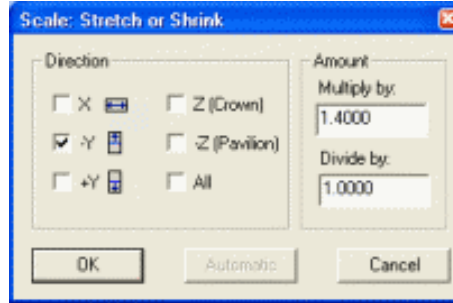 Scale: Stretch or Shrink
Direction
X
-Y
+Y
Z (Crown)
-Z (Pavilion)
All
Amount
Multiply by:
1.4000
Divide by:
1.0000
OK
Automatic
Cancel